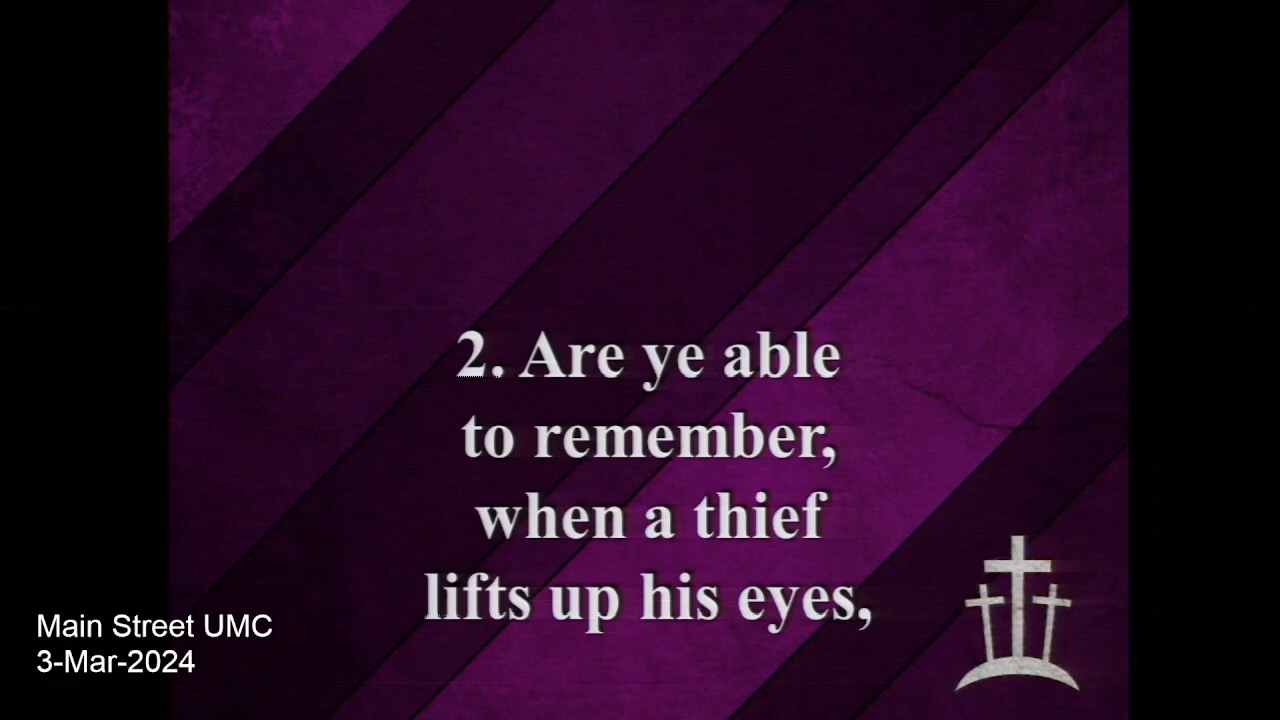 2. Are ye able
to remember,
when a thief
lifts up his eyes,
Main Street UMC
3-Mar-2024